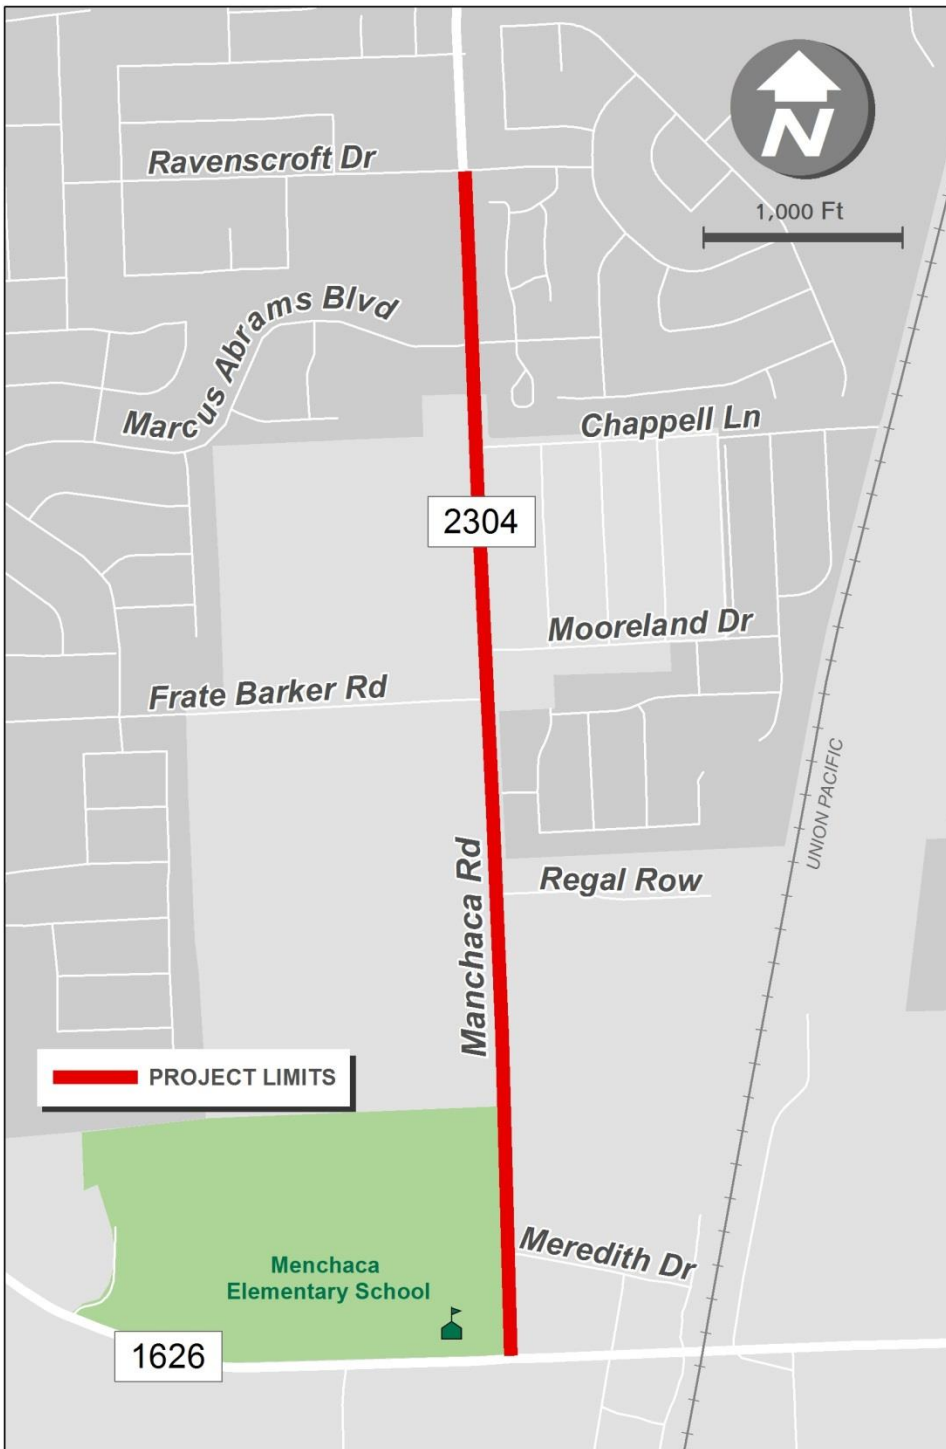 N
1,000 Ft
Ravenscroft Dr
Marcus Abrams Blvd
Chappell Ln
2304
Mooreland Dr
Frate Barker Rd
UNION PACIFIC
Manchaca Rd
Regal Row
PROJECT LIMITS
Meredith Dr
Menchaca
Elementary School
1626